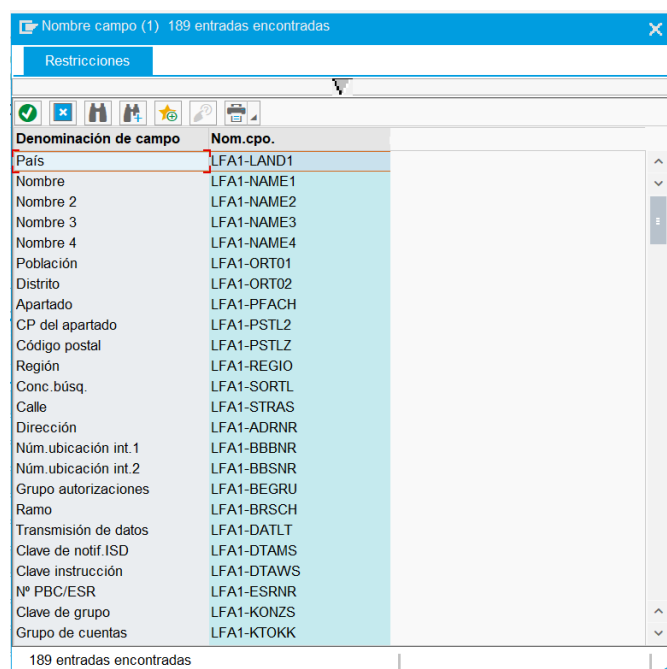 Nombre campo (1) 189 entradas encontradas
Restricciones
Denominación de campo Nom.cpo.
País LFA1-LAND1
Nombre LFA1-NAME1
Nombre 2 LFA1-NAME2
Nombre 3 LFA1-NAME3
Nombre 4 LFA1-NAME4
Población LFA1-ORT01
Distrito LFA1-ORT02
Apartado LFA1-PFACH
CP del apartado LFA1-PSTL2
Código postal LFA1-PSTLZ
Región LFA1-REGIO
Conc.búsq. LFA1-SORTL
Calle LFA1-STRAS
Dirección LFA1-ADRNR
Núm.ubicación int.1 LFA1-BBBNR
Núm.ubicación int.2 LFA1-BBSNR
Grupo autorizaciones LFA1-BEGRU
Ramo LFA1-BRSCH
Transmisión de datos LFA1-DATLT
Clave de notif.ISD LFA1-DTAMS
Clave instrucción LFA1-DTAWS
Nº PBC/ESR LFA1-ESRNR
Clave de grupo LFA1-KONZS
Grupo de cuentas LFA1-KTOKK
189 entradas encontradas